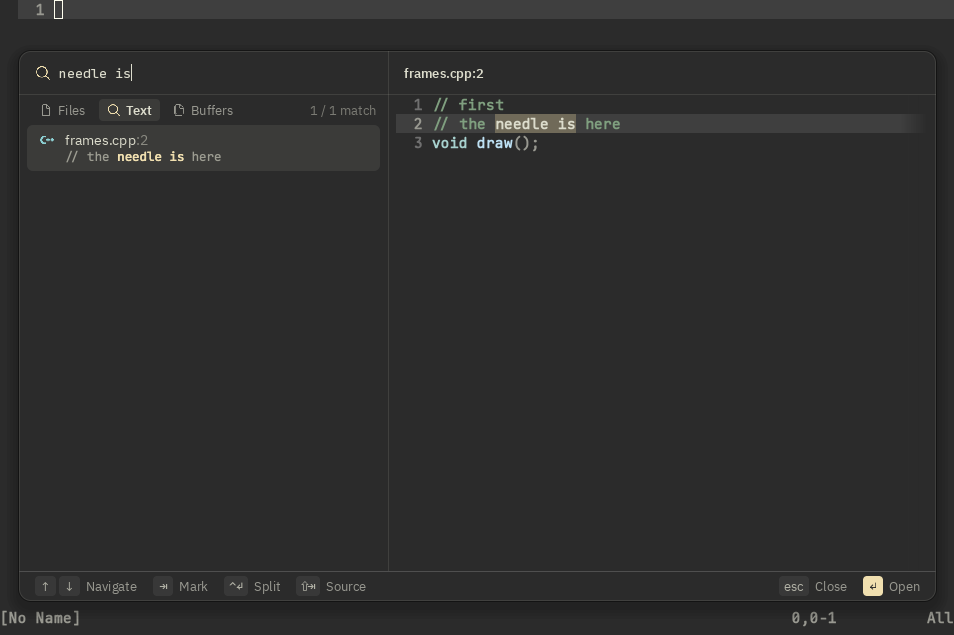 1
needle is
frames.cpp:2
Files Text Buffers 1 / 1 match
frames.cpp:2
// the needle is here
1 // first
2 // the needle is here
3 void draw();
↑ ↓ Navigate ⇥ Mark ^↵ Split ⇧⇥ Source esc Close ↵ Open
[No Name] 0,0-1 All